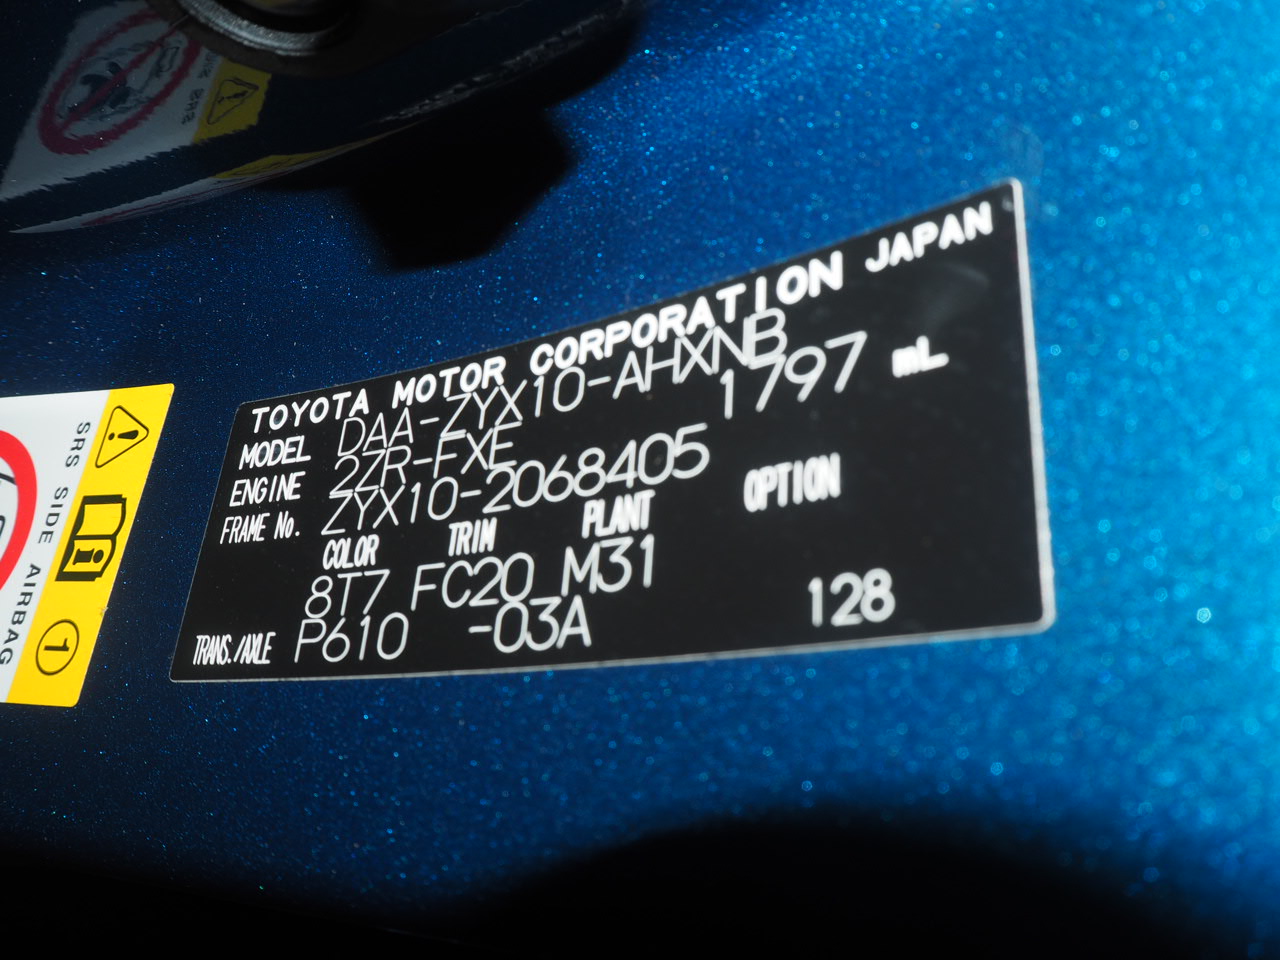 TOYOTA MOTOR CORPORATION JAPAN
MODEL DAA-ZYX10-AHXNB
ENGINE 2ZR-FXE 1797 mL
FRAME No. ZYX10-2068405
COLOR TRIM PLANT OPTION
8T7 FC20 M31
TRANS./AXLE P610 -03A 128
SRS SIDE AIRBAG 1